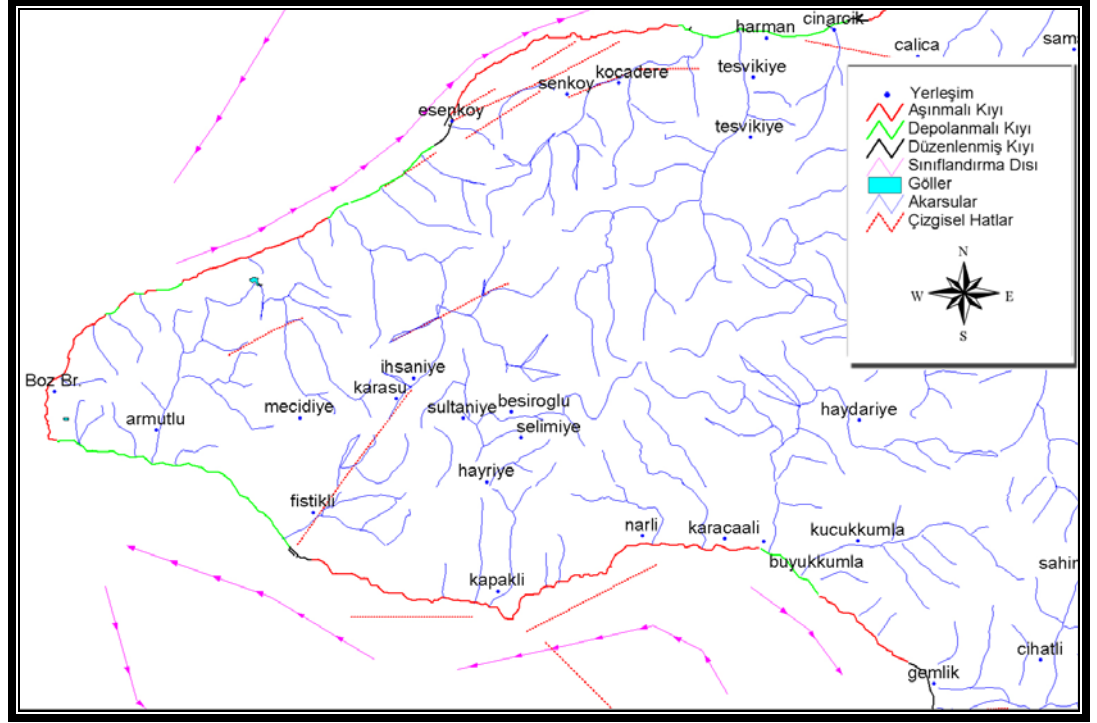 harman
cinarcik
calica
sam
tesvikiye
kocadere
senkoy
esenkoy
tesvikiye
Yerleşim
Aşınmalı Kıyı
Depolanmalı Kıyı
Düzenlenmiş Kıyı
Sınıflandırma Dısı
Göller
Akarsular
Çizgisel Hatlar
N
W
E
S
Boz Br.
armutlu
mecidiye
ihsaniye
karasu
sultaniye
besiroglu
selimiye
haydariye
hayriye
fistikli
narli
karacaali
kucukkumla
buyukkumla
sahin
kapakli
cihatli
gemlik